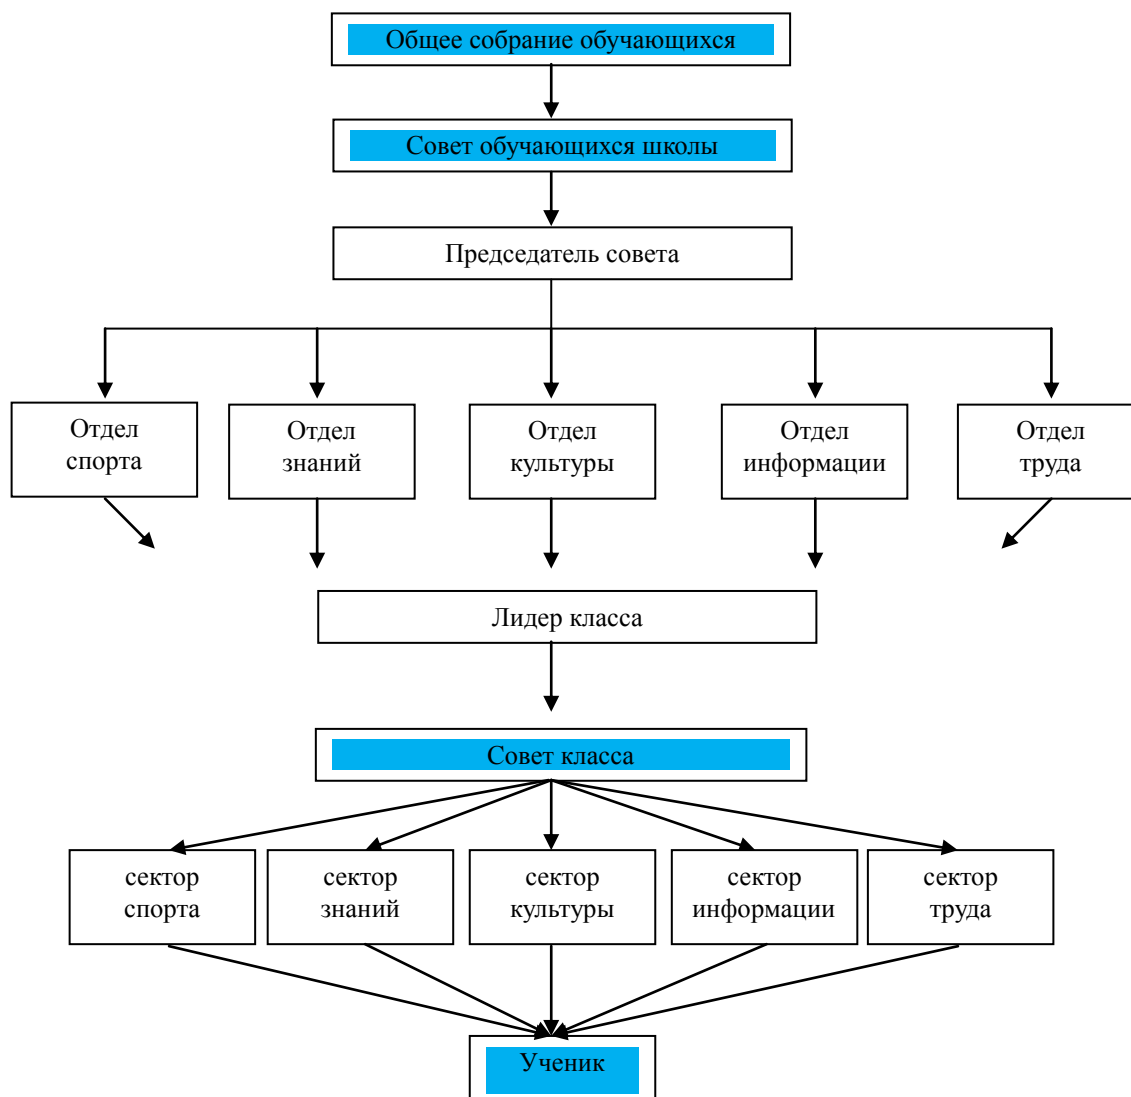 Общее собрание обучающихся
Совет обучающихся школы
Председатель совета
Отдел
спорта
Отдел
знаний
Отдел
культуры
Отдел
информации
Отдел
труда
Лидер класса
Совет класса
сектор
спорта
сектор
знаний
сектор
культуры
сектор
информации
сектор
труда
Ученик